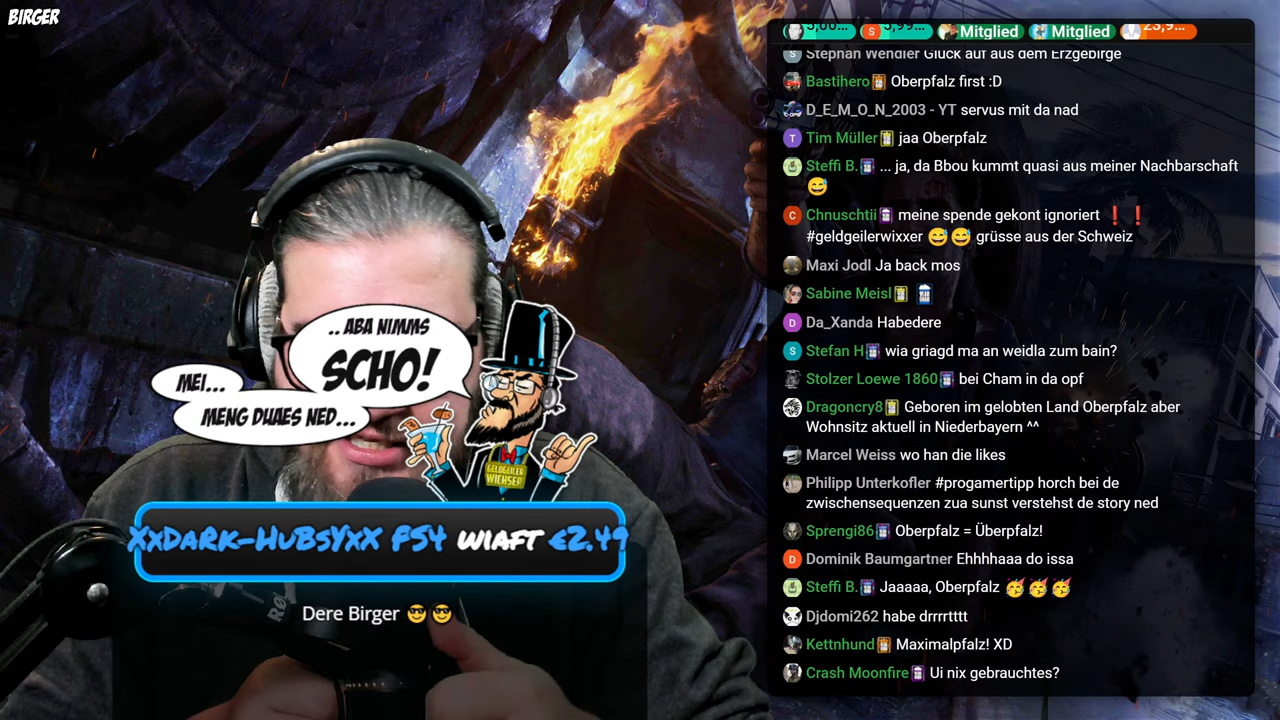 BIRGER
.. ABA NIMMS
SCHO!
MEI...
MENG DUAES NED...
GELDGEILER
WICHSER
XxDARK-HuBsYxX PS4 WIAFT €2.49
Dere Birger 😎😎
5,00... S 5,99... Mitglied Mitglied 23,9...
S Stephan Wendler Glück auf aus dem Erzgebirge
Bastihero Oberpfalz first :D
D_E_M_O_N_2003 - YT servus mit da nad
T Tim Müller jaa Oberpfalz
Steffi B. ... ja, da Bbou kummt quasi aus meiner Nachbarschaft
😅
C Chnuschtii meine spende gekont ignoriert ❗❗
#geldgeilerwixxer 😅😅 grüsse aus der Schweiz
Maxi Jodl Ja back mos
Sabine Meisl
D Da_Xanda Habedere
S Stefan H wia griagd ma an weidla zum bain?
Stolzer Loewe 1860 bei Cham in da opf
Dragoncry8 Geboren im gelobten Land Oberpfalz aber
Wohnsitz aktuell in Niederbayern ^^
Marcel Weiss wo han die likes
Philipp Unterkofler #progamertipp horch bei de
zwischensequenzen zua sunst verstehst de story ned
Sprengi86 Oberpfalz = Überpfalz!
D Dominik Baumgartner Ehhhhaaa do issa
Steffi B. Jaaaaa, Oberpfalz 🥳🥳🥳
Djdomi262 habe drrrrtttt
Kettnhund Maximalpfalz! XD
Crash Moonfire Ui nix gebrauchtes?